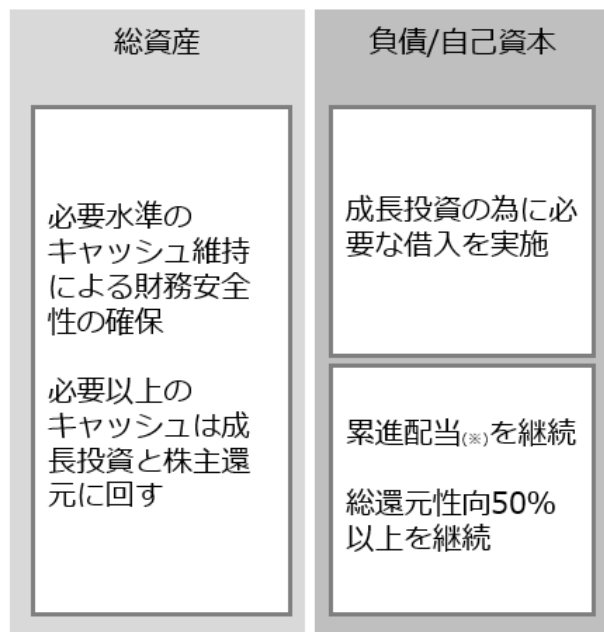 総資産
必要水準の
キャッシュ維持
による財務安全
性の確保
必要以上の
キャッシュは成
長投資と株主還
元に回す
負債/自己資本
成長投資の為に必
要な借入を実施
累進配当(※)を継続
総還元性向50%
以上を継続